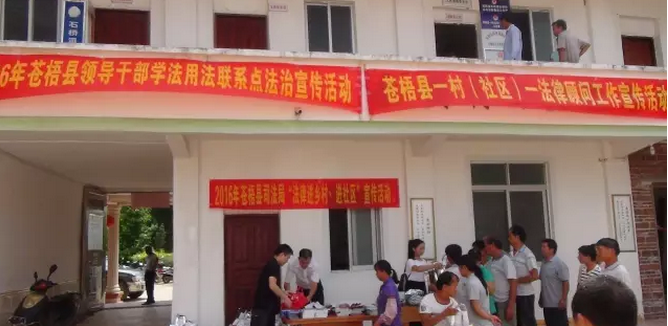 6年苍梧县领导干部学法用法联系点法治宣传活动
苍梧县一村（社区）一法律顾问工作宣传活动
2016年苍梧县司法局“法律进乡村、进社区”宣传活动
石桥